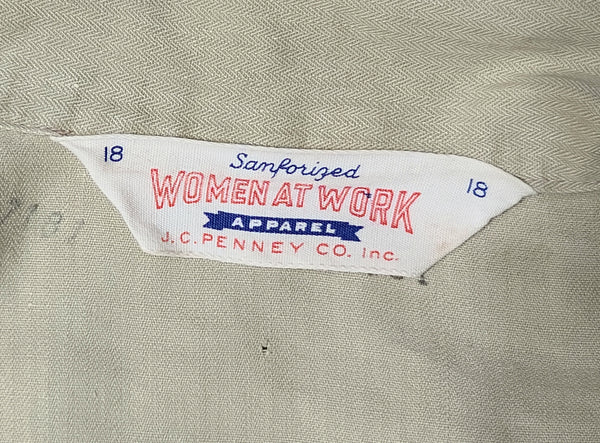 18
Sanforized
18
WOMEN AT WORK
APPAREL
J. C. PENNEY CO. Inc.